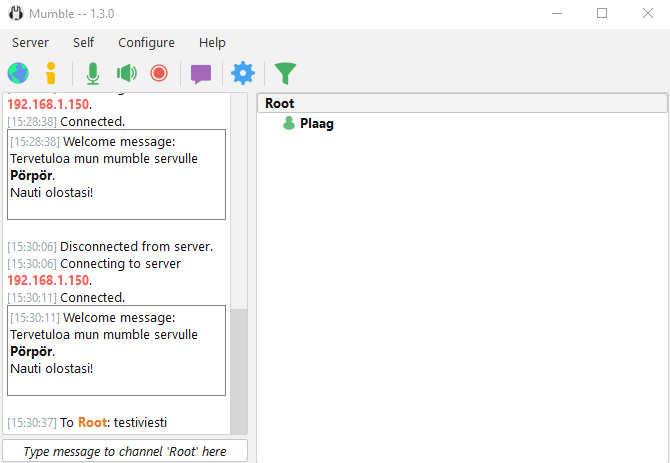 Mumble -- 1.3.0
Server Self Configure Help
192.168.1.150.
[15:28:38] Connected.
[15:28:38] Welcome message:
Tervetuloa mun mumble servulle
Pörpör.
Nauti olostasi!
[15:30:06] Disconnected from server.
[15:30:06] Connecting to server
192.168.1.150.
[15:30:11] Connected.
[15:30:11] Welcome message:
Tervetuloa mun mumble servulle
Pörpör.
Nauti olostasi!
[15:30:37] To Root: testiviesti
Type message to channel 'Root' here
Root
Plaag